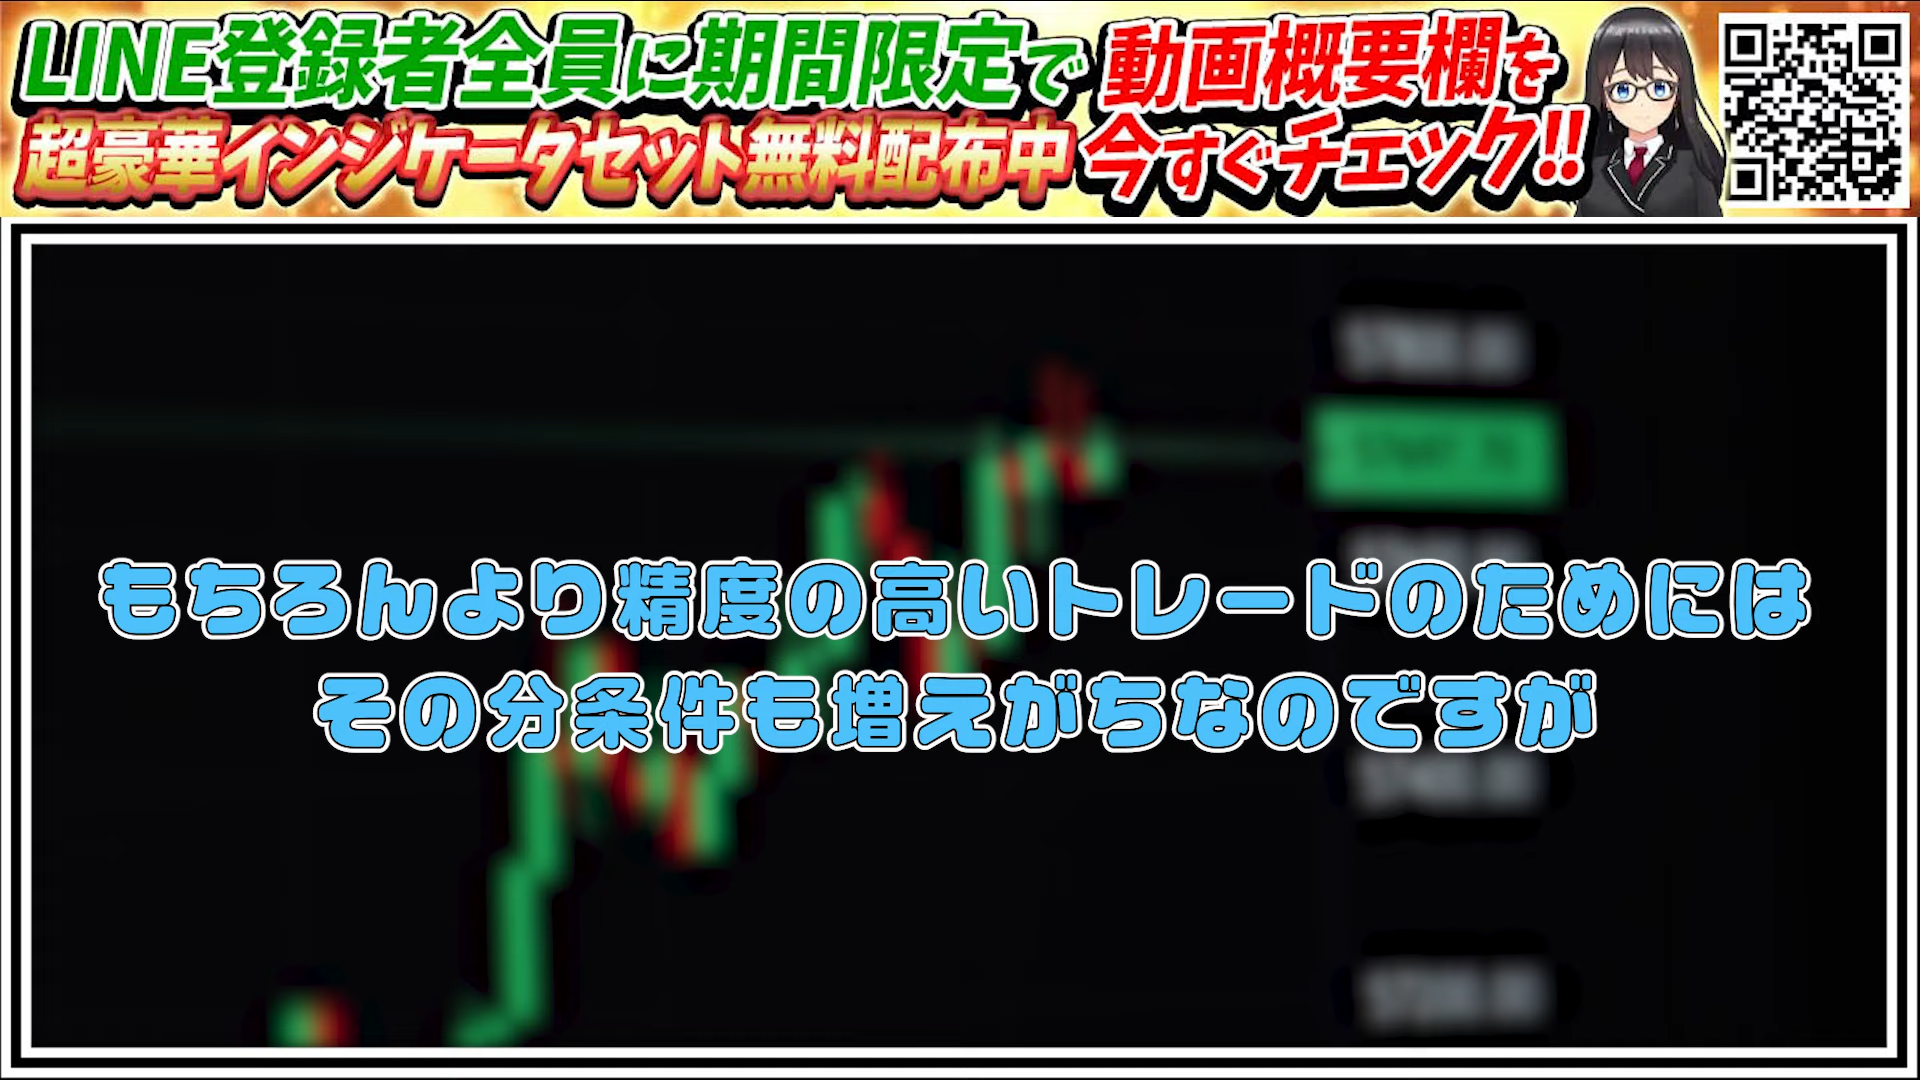 LINE登録者全員に期間限定で
超豪華インジケータセット無料配布中
動画概要欄を
今すぐチェック!!
もちろんより精度の高いトレードのためには
その分条件も増えがちなのですが